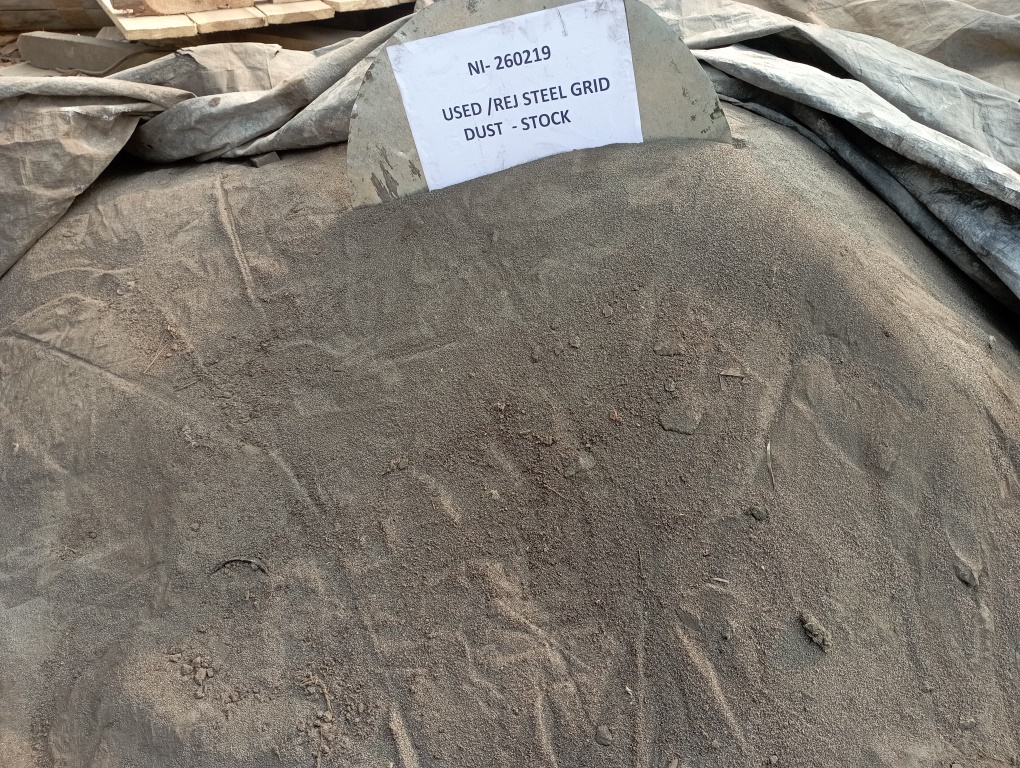 NI- 260219
USED /REJ STEEL GRID
DUST - STOCK